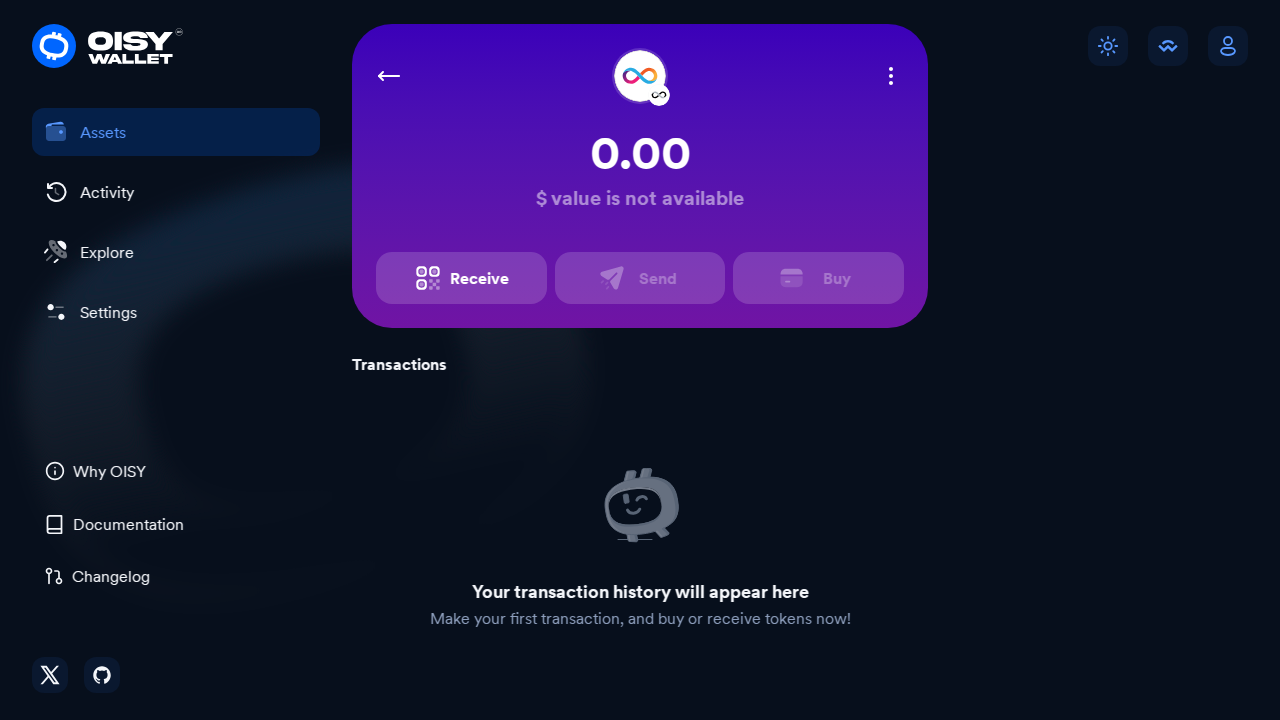 OISY
WALLET
Assets
Activity
Explore
Settings
Why OISY
Documentation
Changelog
0.00
$ value is not available
Receive
Send
Buy
Transactions
Your transaction history will appear here
Make your first transaction, and buy or receive tokens now!